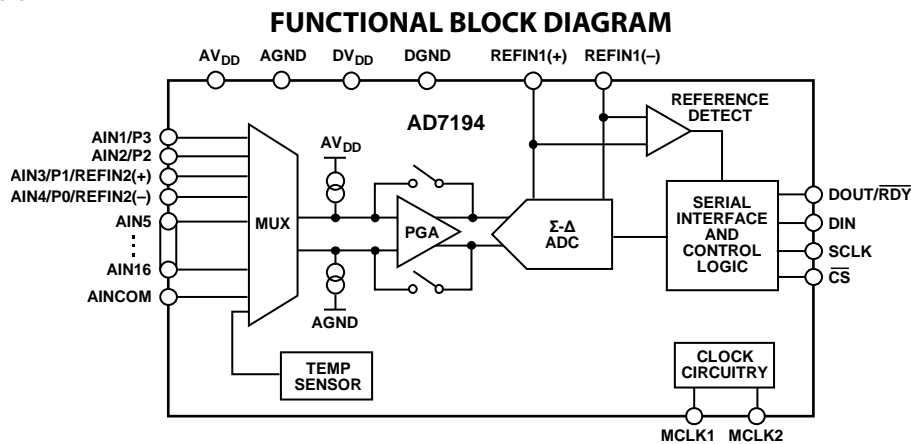 FUNCTIONAL BLOCK DIAGRAM
AVDD AGND DVDD DGND REFIN1(+) REFIN1(–)
AD7194
REFERENCE
DETECT
AIN1/P3
AIN2/P2
AIN3/P1/REFIN2(+)
AIN4/P0/REFIN2(–)
AIN5
AIN16
AINCOM
MUX
AVDD
AGND
PGA
Σ-Δ
ADC
SERIAL
INTERFACE
AND
CONTROL
LOGIC
DOUT/RDY
DIN
SCLK
CS
TEMP
SENSOR
CLOCK
CIRCUITRY
MCLK1 MCLK2